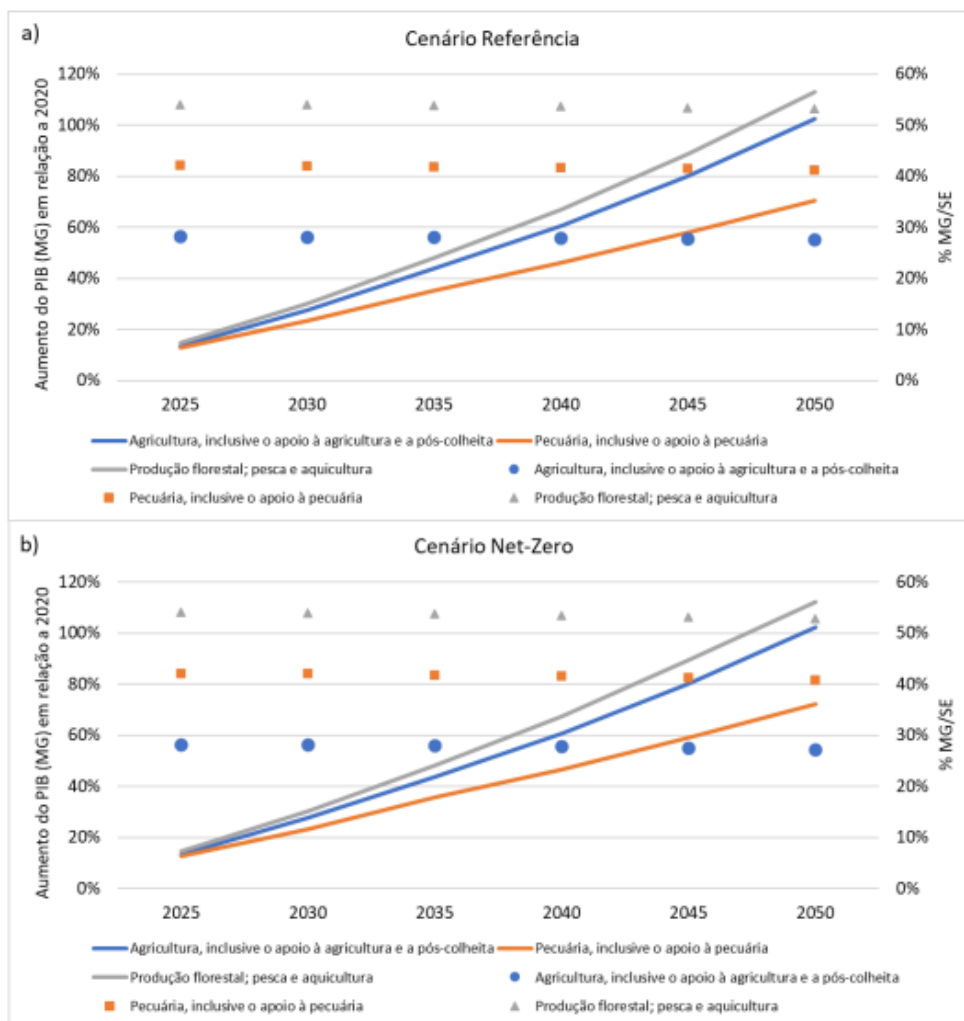 a)
Cenário Referência
120%
100%
80%
60%
40%
20%
0%
Aumento do PIB (MG) em relação a 2020
60%
50%
40%
30%
20%
10%
0%
% MG/SE
2025 2030 2035 2040 2045 2050
Agricultura, inclusive o apoio à agricultura e a pós-colheita Pecuária, inclusive o apoio à pecuária
Produção florestal; pesca e aquicultura Agricultura, inclusive o apoio à agricultura e a pós-colheita
Pecuária, inclusive o apoio à pecuária Produção florestal; pesca e aquicultura
b)
Cenário Net-Zero
120%
100%
80%
60%
40%
20%
0%
Aumento do PIB (MG) em relação a 2020
60%
50%
40%
30%
20%
10%
0%
% MG/SE
2025 2030 2035 2040 2045 2050
Agricultura, inclusive o apoio à agricultura e a pós-colheita Pecuária, inclusive o apoio à pecuária
Produção florestal; pesca e aquicultura Agricultura, inclusive o apoio à agricultura e a pós-colheita
Pecuária, inclusive o apoio à pecuária Produção florestal; pesca e aquicultura